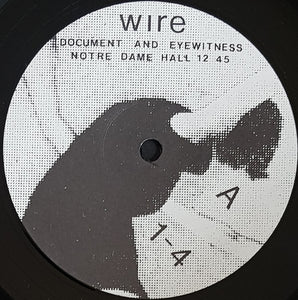 wire
DOCUMENT AND EYEWITNESS
NOTRE DAME HALL 12 45
A
1-4